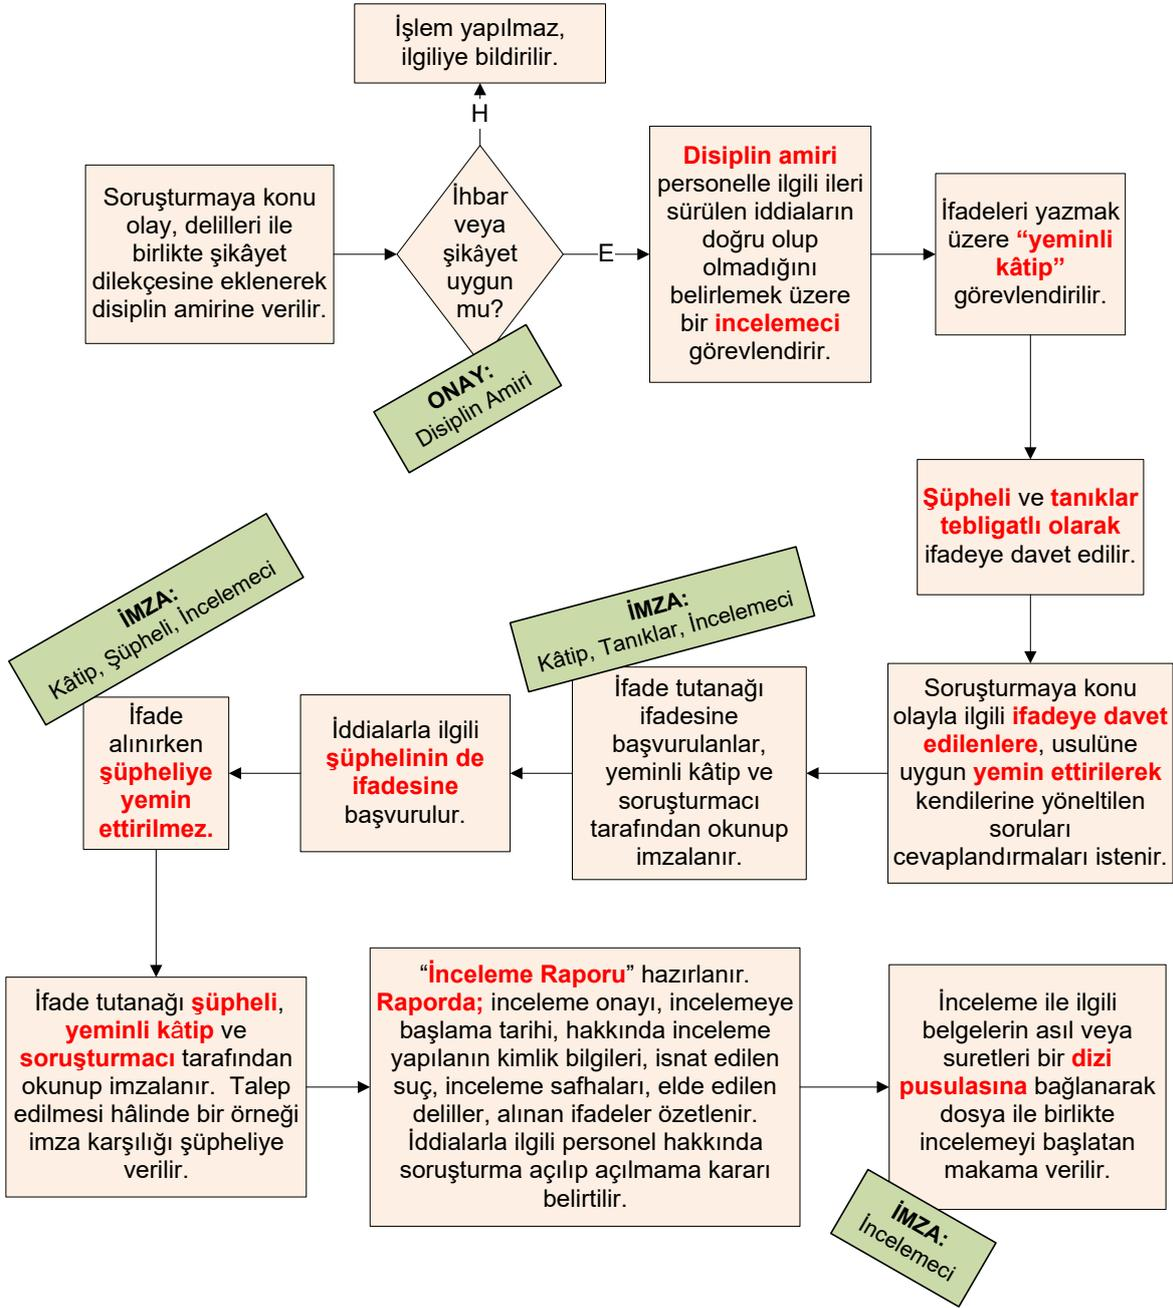 İşlem yapılmaz,
ilgiliye bildirilir.
H
Soruşturmaya konu
olay, delilleri ile
birlikte şikâyet
dilekçesine eklenerek
disiplin amirine verilir.
İhbar
veya
şikâyet
uygun
mu?
E
ONAY:
Disiplin Amiri
Disiplin amiri
personelle ilgili ileri
sürülen iddiaların
doğru olup
olmadığını
belirlemek üzere
bir incelemeci
görevlendirir.
İfadeleri yazmak
üzere “yeminli
kâtip”
görevlendirilir.
Şüpheli ve tanıklar
tebligatlı olarak
ifadeye davet edilir.
Soruşturmaya konu
olayla ilgili ifadeye davet
edilenlere, usulüne
uygun yemin ettirilerek
kendilerine yöneltilen
soruları
cevaplandırmaları istenir.
İMZA:
Kâtip, Tanıklar, İncelemeci
İfade tutanağı
ifadesine
başvurulanlar,
yeminli kâtip ve
soruşturmacı
tarafından okunup
imzalanır.
İddialarla ilgili
şüphelinin de
ifadesine
başvurulur.
İMZA:
Kâtip, Şüpheli, İncelemeci
İfade
alınırken
şüpheliye
yemin
ettirilmez.
İfade tutanağı şüpheli,
yeminli kâtip ve
soruşturmacı tarafından
okunup imzalanır. Talep
edilmesi hâlinde bir örneği
imza karşılığı şüpheliye
verilir.
“İnceleme Raporu” hazırlanır.
Raporda; inceleme onayı, incelemeye
başlama tarihi, hakkında inceleme
yapılanın kimlik bilgileri, isnat edilen
suç, inceleme safhaları, elde edilen
deliller, alınan ifadeler özetlenir.
İddialarla ilgili personel hakkında
soruşturma açılıp açılmama kararı
belirtilir.
İnceleme ile ilgili
belgelerin asıl veya
suretleri bir dizi
pusulasına bağlanarak
dosya ile birlikte
incelemeyi başlatan
makama verilir.
İMZA:
İncelemeci